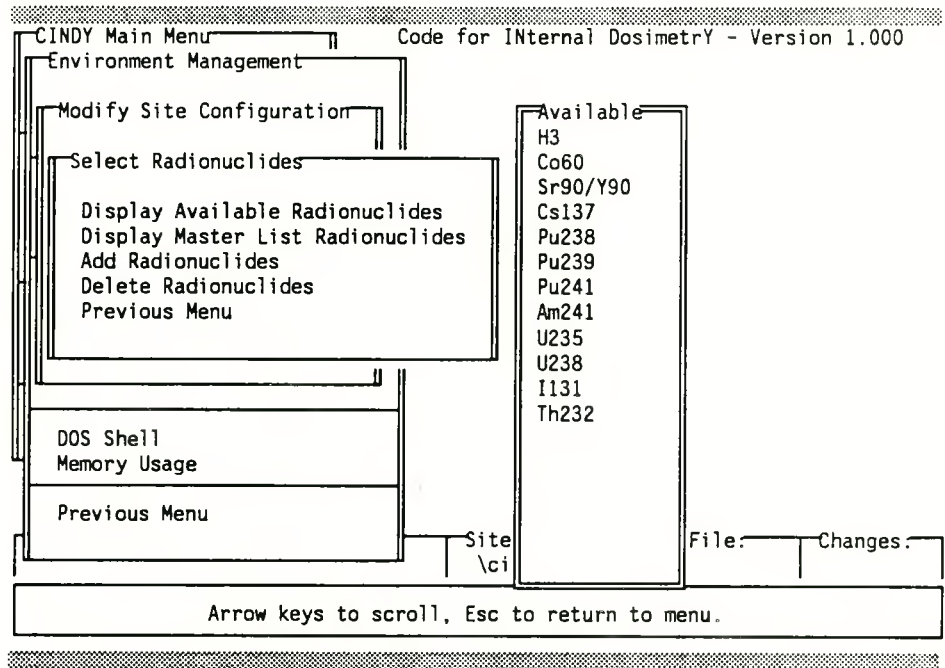 CINDY Main Menu
Code for INternal DosimetrY - Version 1.000
Environment Management
Modify Site Configuration
Select Radionuclides
Display Available Radionuclides
Display Master List Radionuclides
Add Radionuclides
Delete Radionuclides
Previous Menu
DOS Shell
Memory Usage
Previous Menu
Available
H3
Co60
Sr90/Y90
Cs137
Pu238
Pu239
Pu241
Am241
U235
U238
I131
Th232
Site
\ci
File:
Changes:
Arrow keys to scroll, Esc to return to menu.